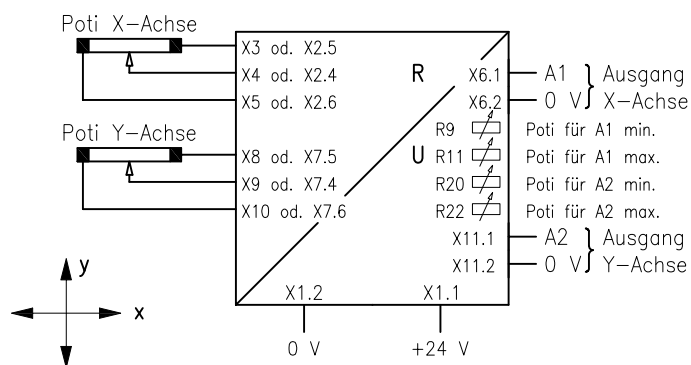 Poti X-Achse
X3 od. X2.5
X4 od. X2.4
X5 od. X2.6
R
X6.1 A1 Ausgang
X6.2 0 V X-Achse
R9 Poti für A1 min.
Poti Y-Achse
X8 od. X7.5
U R11 Poti für A1 max.
X9 od. X7.4
R20 Poti für A2 min.
X10 od. X7.6
R22 Poti für A2 max.
X11.1 A2 Ausgang
X11.2 0 V Y-Achse
y
x
X1.2 X1.1
0 V +24 V